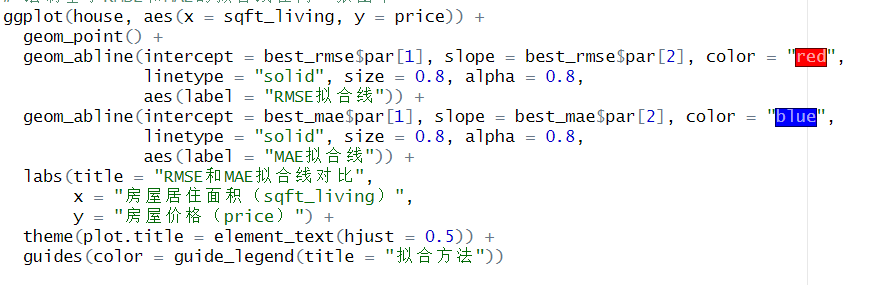 ggplot(house, aes(x = sqft_living, y = price)) +
  geom_point() +
  geom_abline(intercept = best_rmse$par[1], slope = best_rmse$par[2], color = "red",
              linetype = "solid", size = 0.8, alpha = 0.8,
              aes(label = "RMSE拟合线")) +
  geom_abline(intercept = best_mae$par[1], slope = best_mae$par[2], color = "blue",
              linetype = "solid", size = 0.8, alpha = 0.8,
              aes(label = "MAE拟合线")) +
  labs(title = "RMSE和MAE拟合线对比",
       x = "房屋居住面积（sqft_living）",
       y = "房屋价格（price）") +
  theme(plot.title = element_text(hjust = 0.5)) +
  guides(color = guide_legend(title = "拟合方法"))